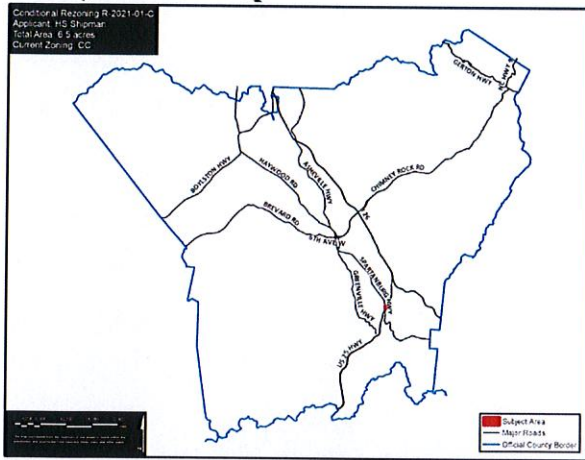 Conditional Rezoning R-2021-01-C
Applicant: HS Shipman
Total Area: 6.5 acres
Current Zoning: CC
GERTON HWY
BOYLSTON HWY
HAYWOOD RD
ASHEVILLE HWY
CHIMNEY ROCK RD
I 26
BREVARD RD
6TH AVE W
SPARTANBURG HWY
GREENVILLE HWY
US 25 HWY
Subject Area
Major Roads
Official County Border